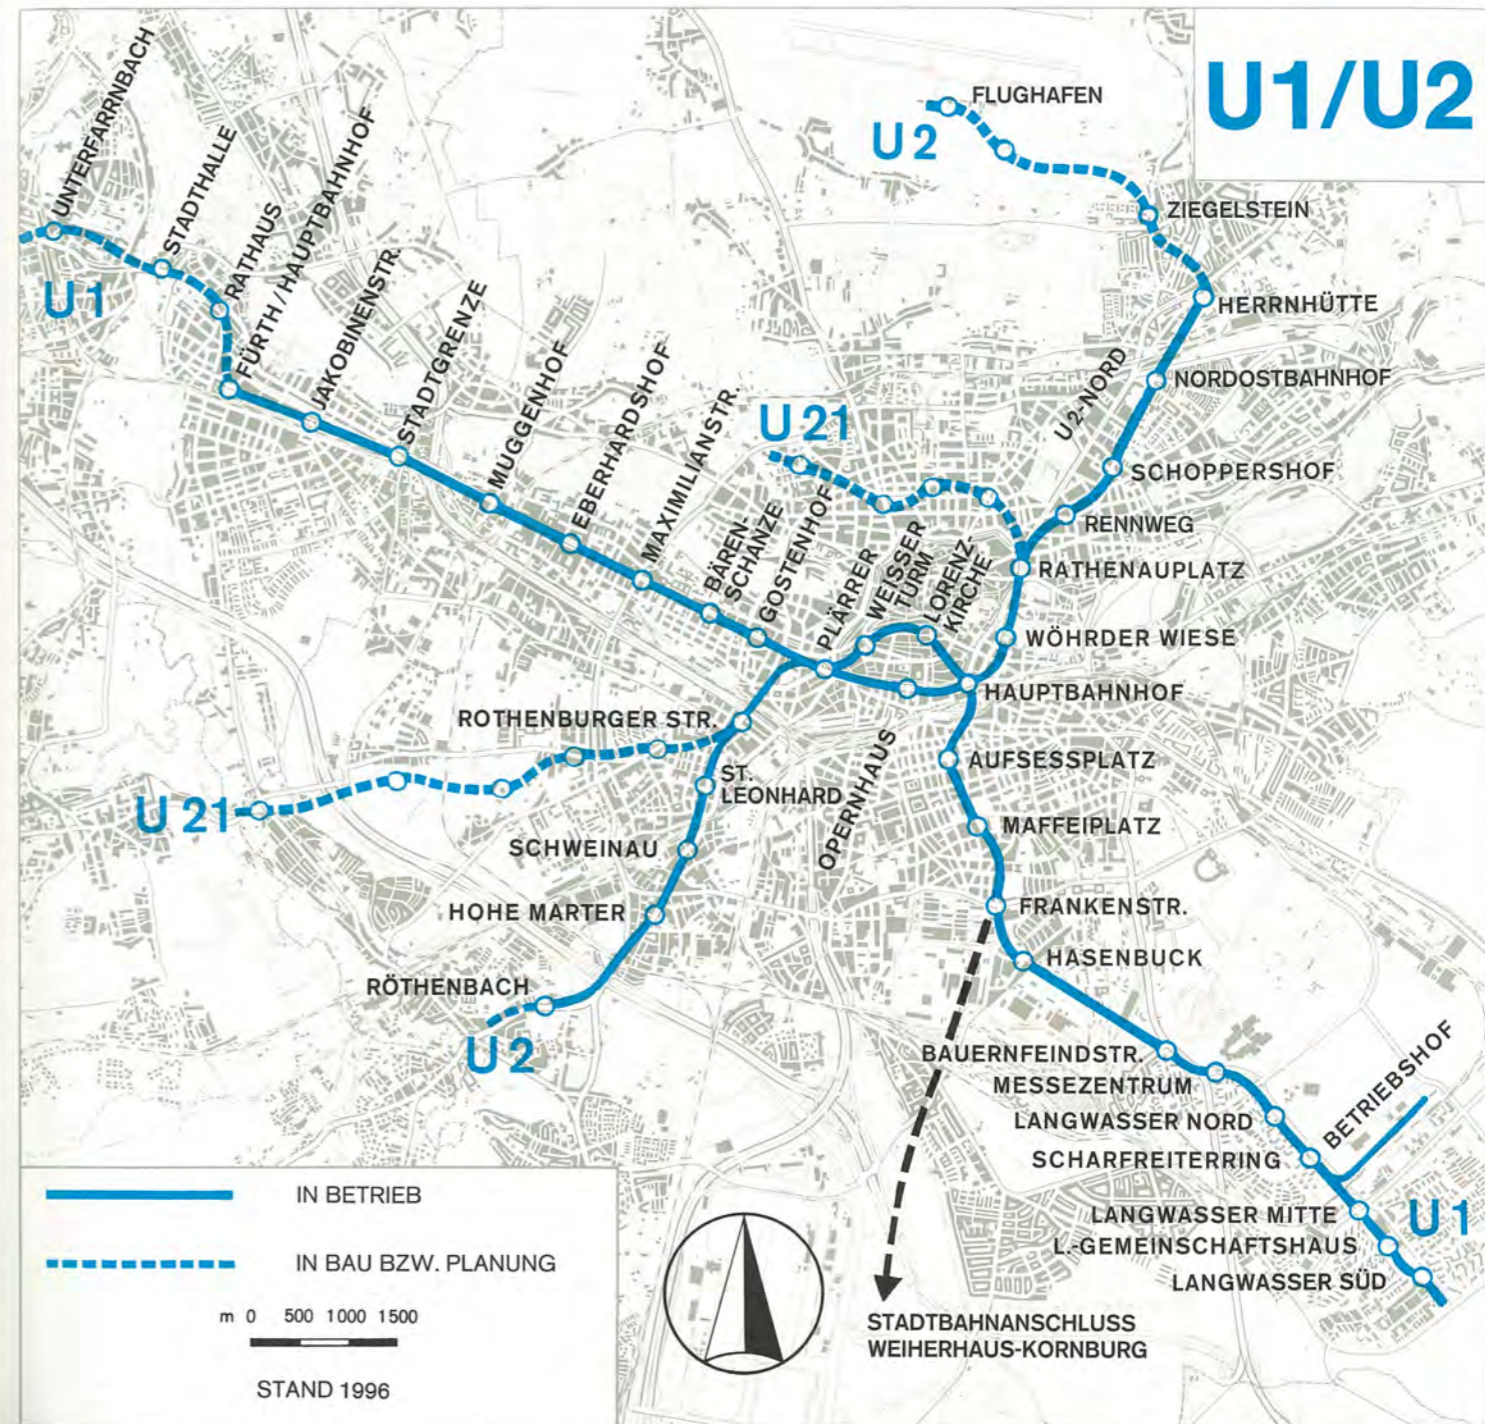 U1/U2
FLUGHAFEN
U2
ZIEGELSTEIN
HERRNHÜTTE
U2-NORD
NORDOSTBAHNHOF
SCHOPPERSHOF
RENNWEG
RATHENAUPLATZ
WÖHRDER WIESE
HAUPTBAHNHOF
UNTERFARRNBACH
STADTHALLE
RATHAUS
FÜRTH/HAUPTBAHNHOF
U1
JAKOBINENSTR.
STADTGRENZE
MUGGENHOF
EBERHARDSHOF
MAXIMILIANSTR.
BÄREN-
SCHANZE
GOSTENHOF
PLÄRRER
WEISSER
TURM
LORENZ-
KIRCHE
U21
OPERNHAUS
ROTHENBURGER STR.
U21
ST.
LEONHARD
SCHWEINAU
HOHE MARTER
RÖTHENBACH
U2
AUFSESSPLATZ
MAFFEIPLATZ
FRANKENSTR.
HASENBUCK
BAUERNFEINDSTR.
MESSEZENTRUM
LANGWASSER NORD
SCHARFREITERRING
BETRIEBSHOF
LANGWASSER MITTE
U1
L.-GEMEINSCHAFTSHAUS
LANGWASSER SÜD
STADTBAHNANSCHLUSS
WEIHERHAUS-KORNBURG
IN BETRIEB
IN BAU BZW. PLANUNG
m 0 500 1000 1500
STAND 1996